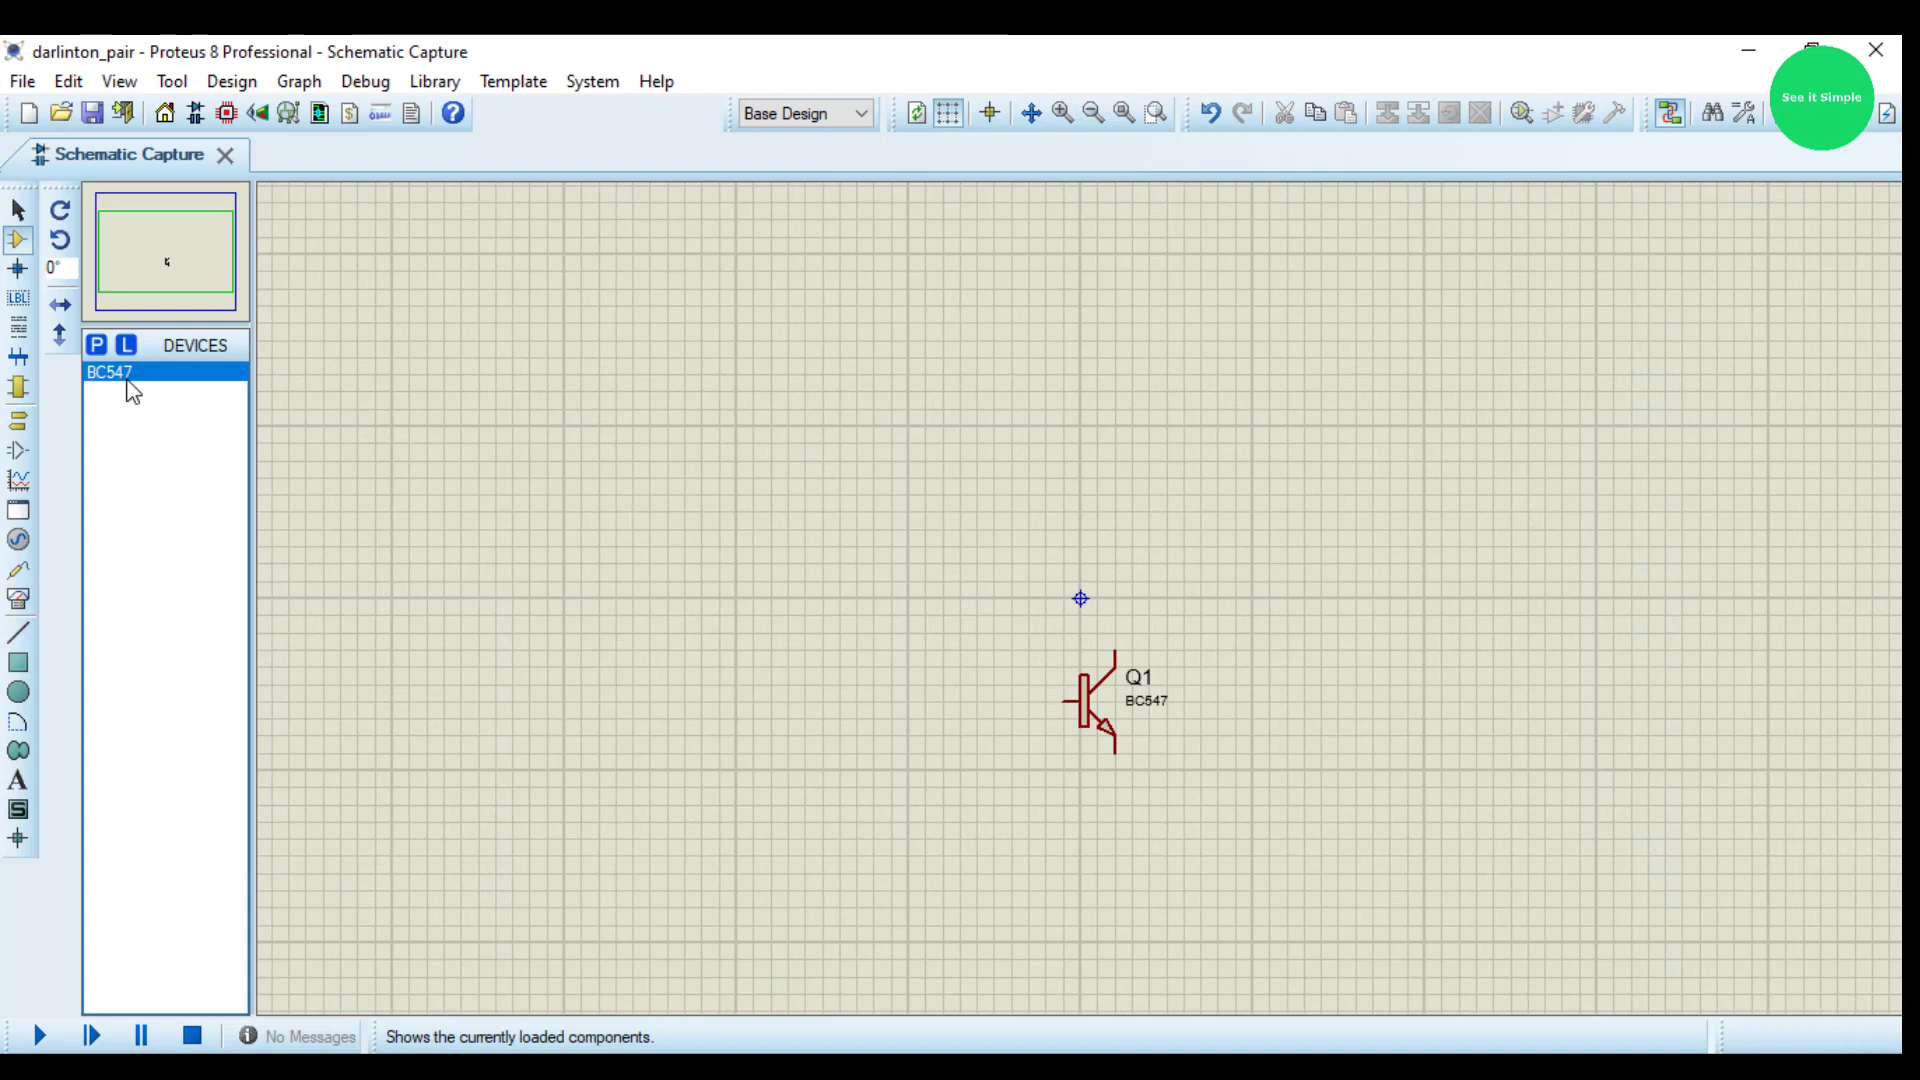 darlinton_pair - Proteus 8 Professional - Schematic Capture
File Edit View Tool Design Graph Debug Library Template System Help
Base Design
See it Simple
Schematic Capture
0°
LBL
P L DEVICES
BC547
Q1
BC547
A
S
No Messages
Shows the currently loaded components.